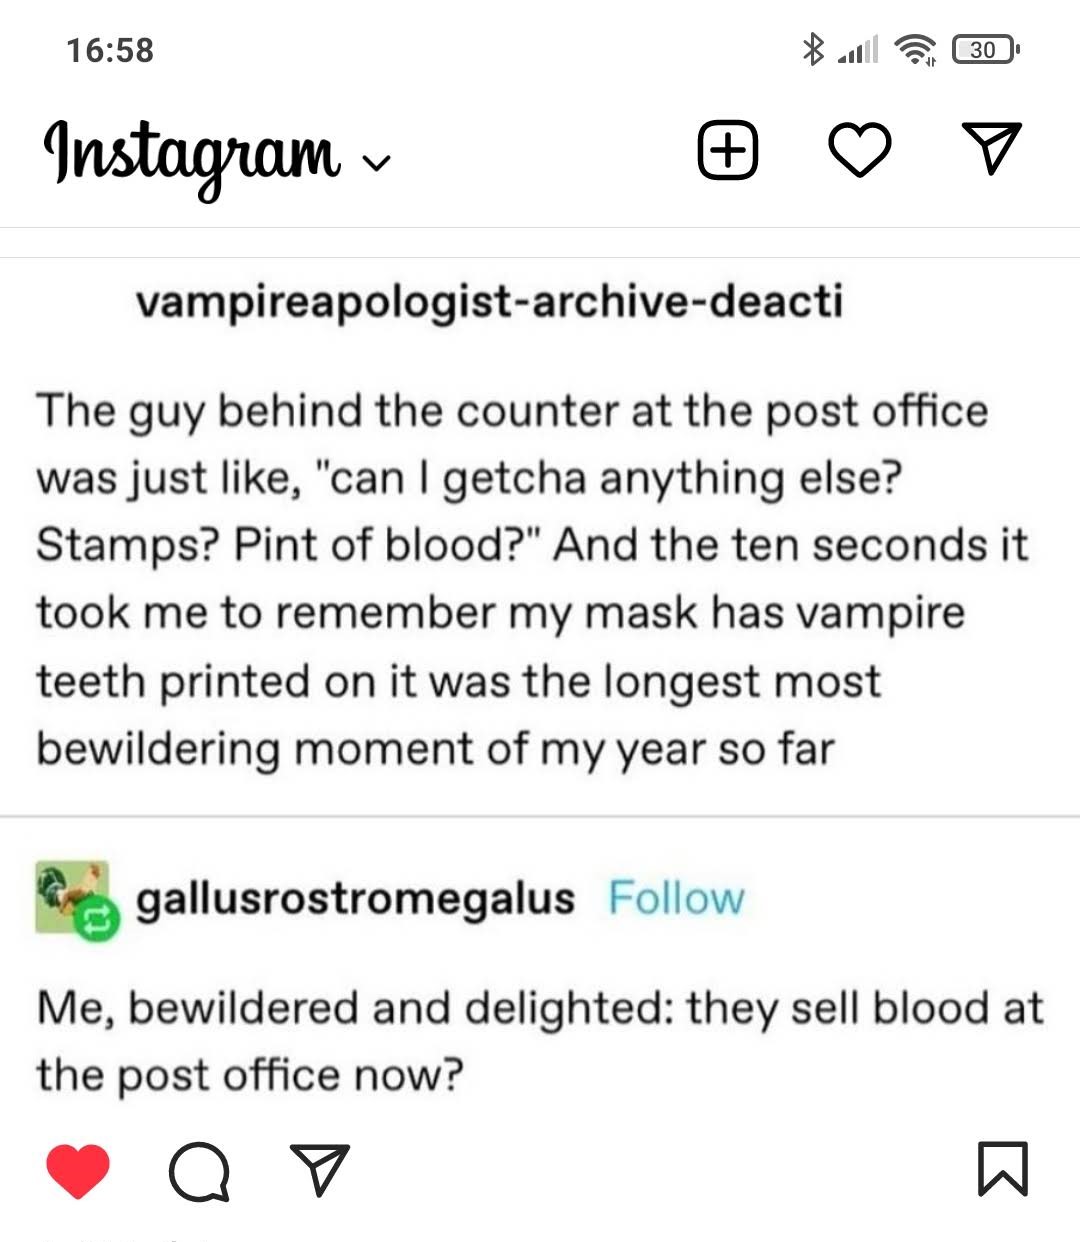 16:58
30
Instagram
vampireapologist-archive-deacti
The guy behind the counter at the post office
was just like, "can I getcha anything else?
Stamps? Pint of blood?" And the ten seconds it
took me to remember my mask has vampire
teeth printed on it was the longest most
bewildering moment of my year so far
gallusrostromegalus Follow
Me, bewildered and delighted: they sell blood at
the post office now?